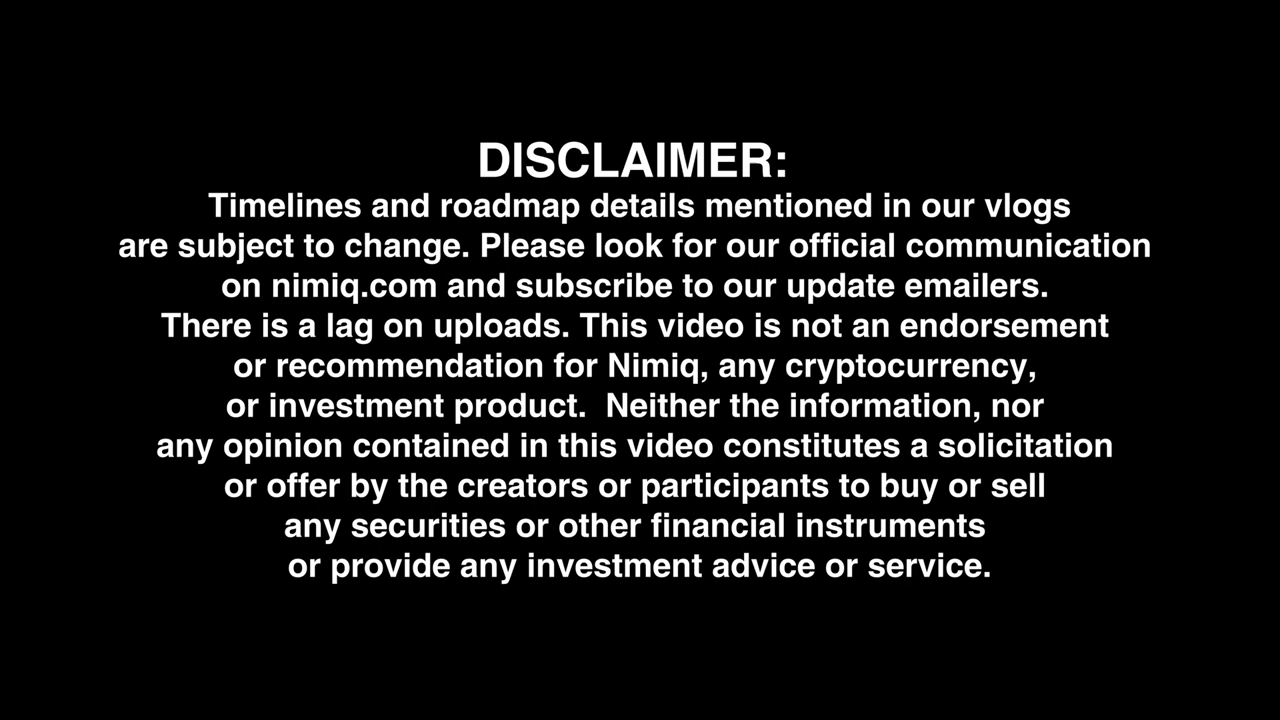 DISCLAIMER:
Timelines and roadmap details mentioned in our vlogs
are subject to change. Please look for our official communication
on nimiq.com and subscribe to our update emailers.
There is a lag on uploads. This video is not an endorsement
or recommendation for Nimiq, any cryptocurrency,
or investment product.  Neither the information, nor
any opinion contained in this video constitutes a solicitation
or offer by the creators or participants to buy or sell
any securities or other financial instruments
or provide any investment advice or service.